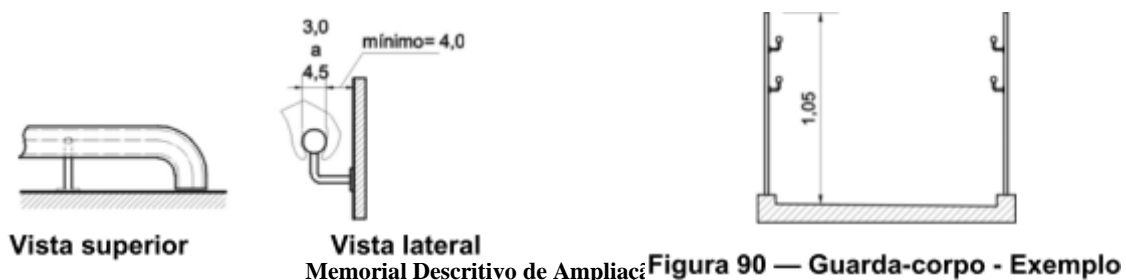 3,0
a
4,5
mínimo= 4,0
1,05
Vista superior
Vista lateral
Memorial Descritivo de Ampliaçã
Figura 90 — Guarda-corpo - Exemplo